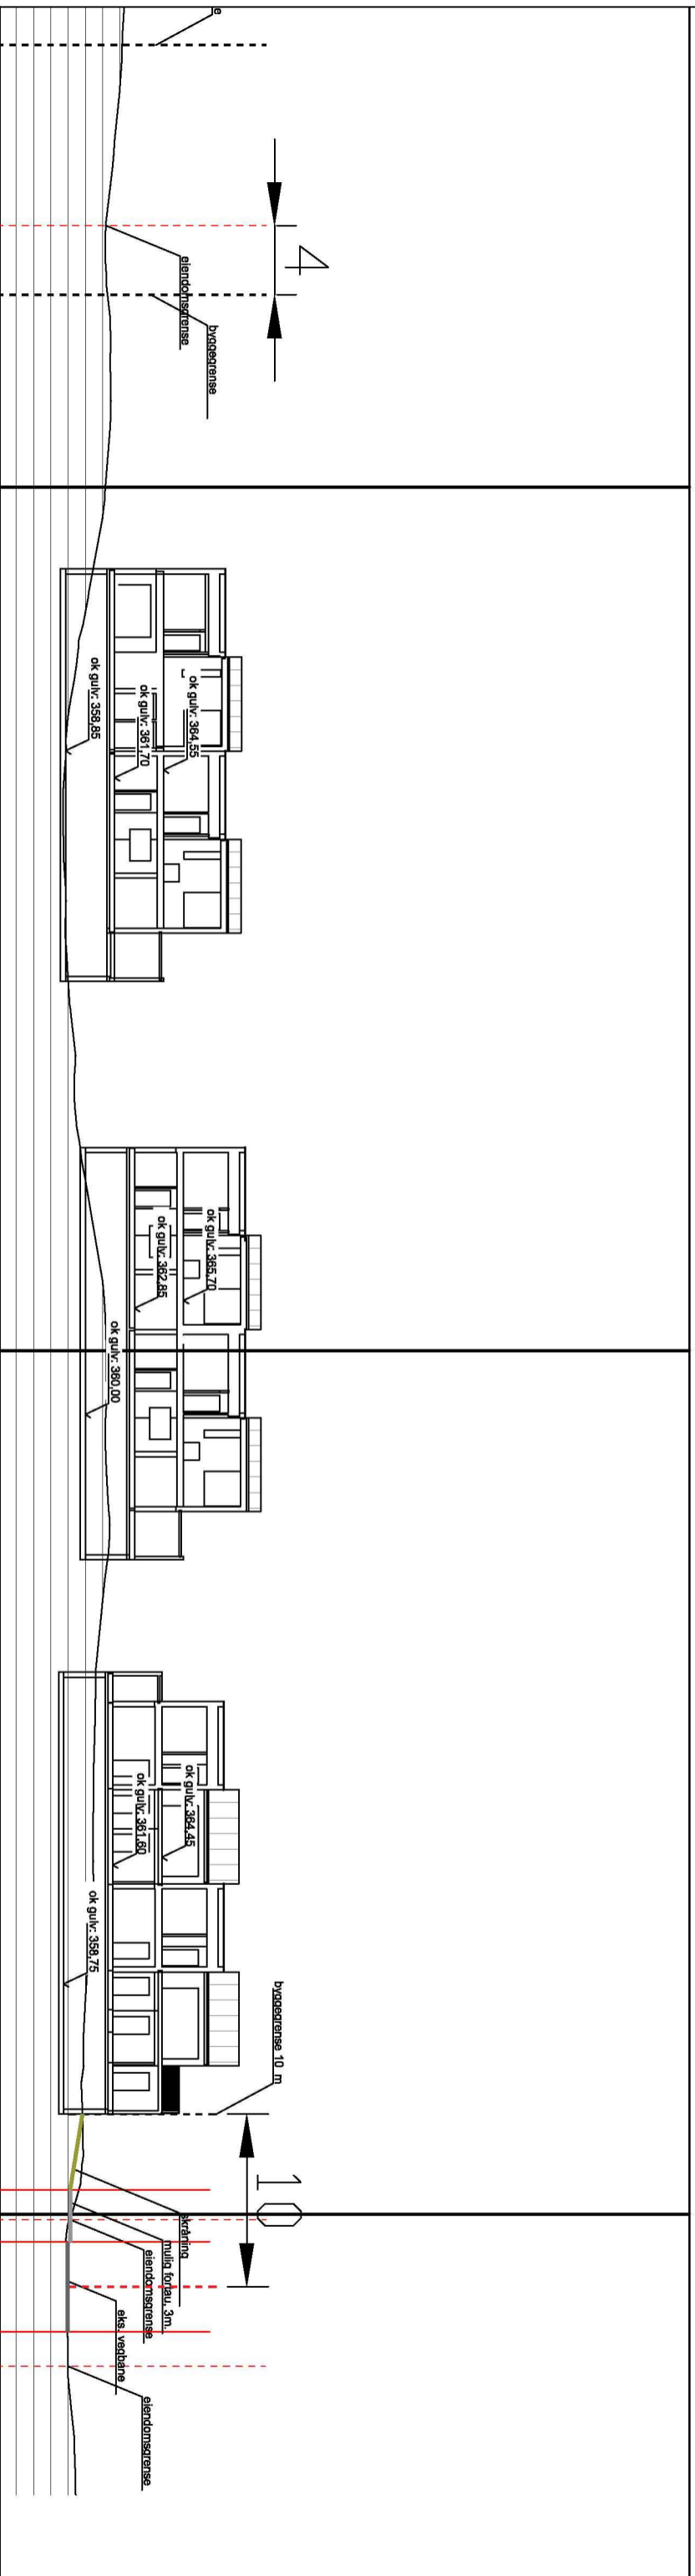 e
4
eiendomsgrense
byggegrense
ok gulv: 364,55
ok gulv: 361,70
ok gulv: 358,85
ok gulv: 365,70
ok gulv: 362,85
ok gulv: 360,00
ok gulv: 364,45
ok gulv: 361,60
ok gulv: 358,75
byggegrense 10 m
10
skråning
mulig fortau, 3m.
eiendomsgrense
eks. vegbane
eiendomsgrense